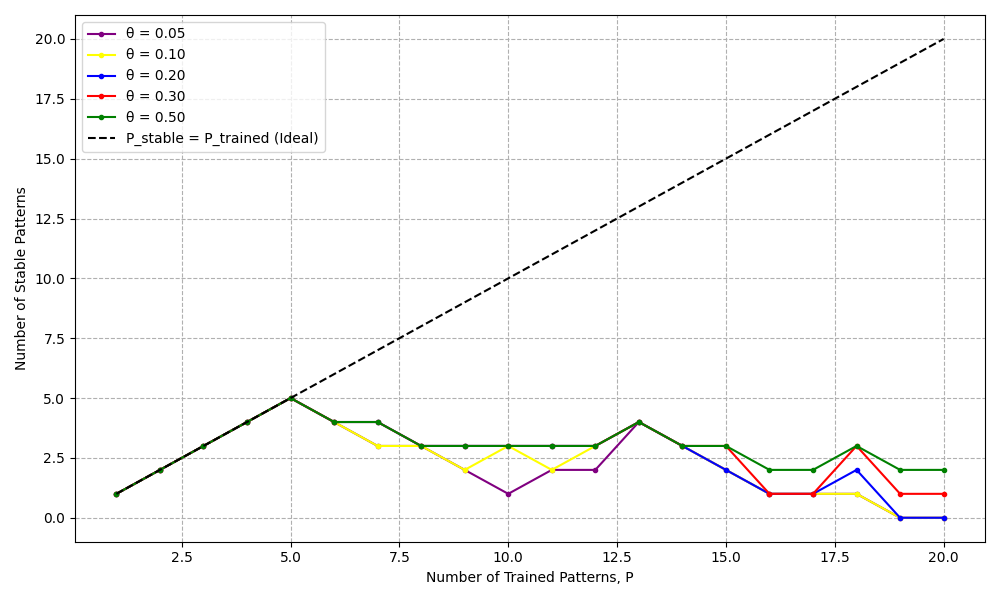 θ = 0.05
θ = 0.10
θ = 0.20
θ = 0.30
θ = 0.50
P_stable = P_trained (Ideal)
20.0
17.5
15.0
12.5
10.0
7.5
5.0
2.5
0.0
Number of Stable Patterns
2.5 5.0 7.5 10.0 12.5 15.0 17.5 20.0
Number of Trained Patterns, P